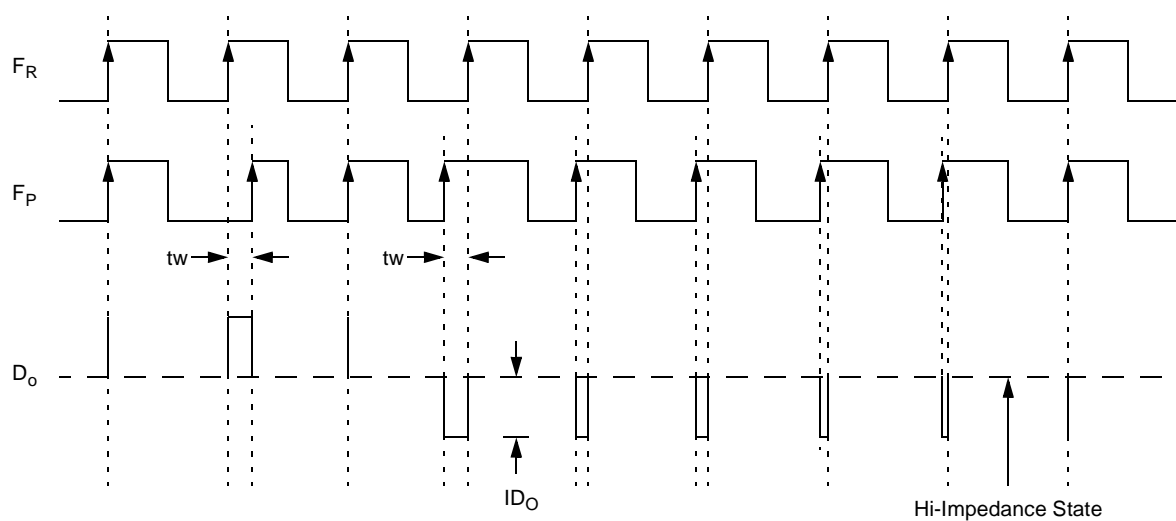 F_R
F_P
tw
tw
D_o
ID_O
Hi-Impedance State